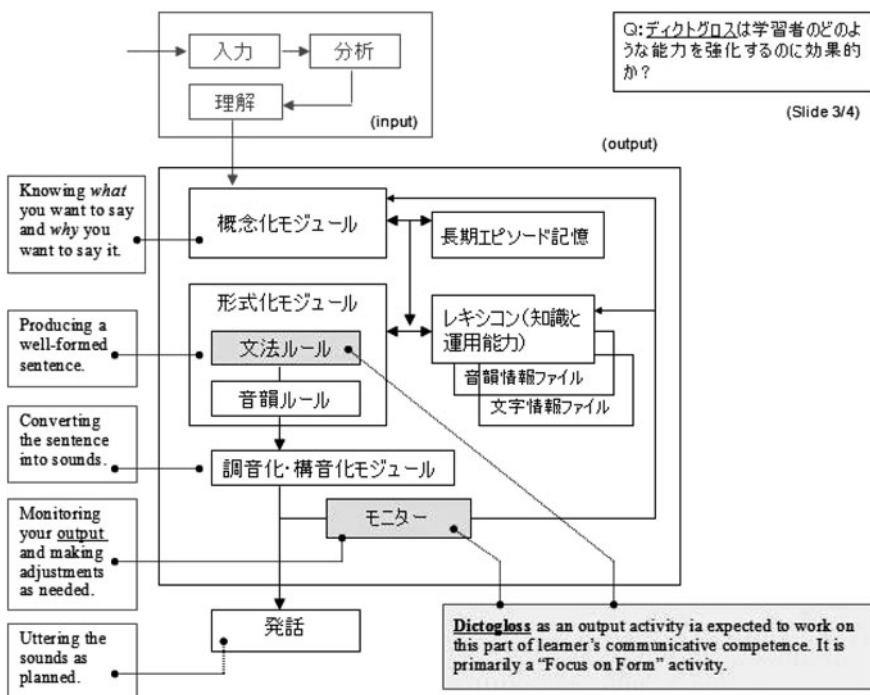 入力
分析
理解
(input)
Q:ディクトグロスは学習者のどのよ
うな能力を強化するのに効果的
か？
(Slide 3/4)
(output)
Knowing what
you want to say
and why you
want to say it.
概念化モジュール
長期エピソード記憶
形式化モジュール
文法ルール
音韻ルール
レキシコン(知識と
運用能力)
音韻情報ファイル
文字情報ファイル
Producing a
well-formed
sentence.
Converting
the sentence
into sounds.
調音化・構音化モジュール
Monitoring
your output
and making
adjustments
as needed.
モニター
発話
Uttering the
sounds as
planned.
Dictogloss as an output activity ia expected to work on
this part of learner's communicative competence. It is
primarily a "Focus on Form" activity.